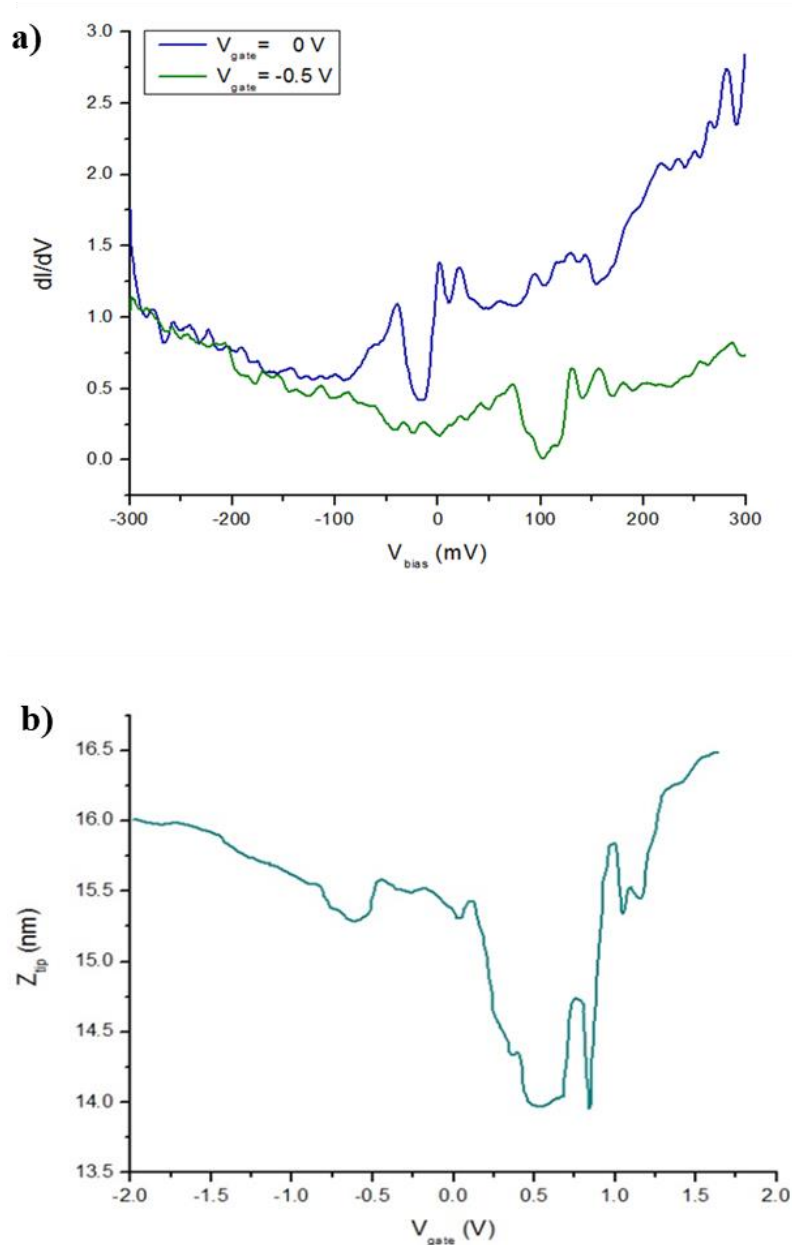 a)
V_gate = 0 V
V_gate = -0.5 V
3.0
2.5
2.0
1.5
1.0
0.5
0.0
dI/dV
-300 -200 -100 0 100 200 300
V_bias (mV)
b)
16.5
16.0
15.5
15.0
14.5
14.0
13.5
Z_tip (nm)
-2.0 -1.5 -1.0 -0.5 0.0 0.5 1.0 1.5 2.0
V_gate (V)